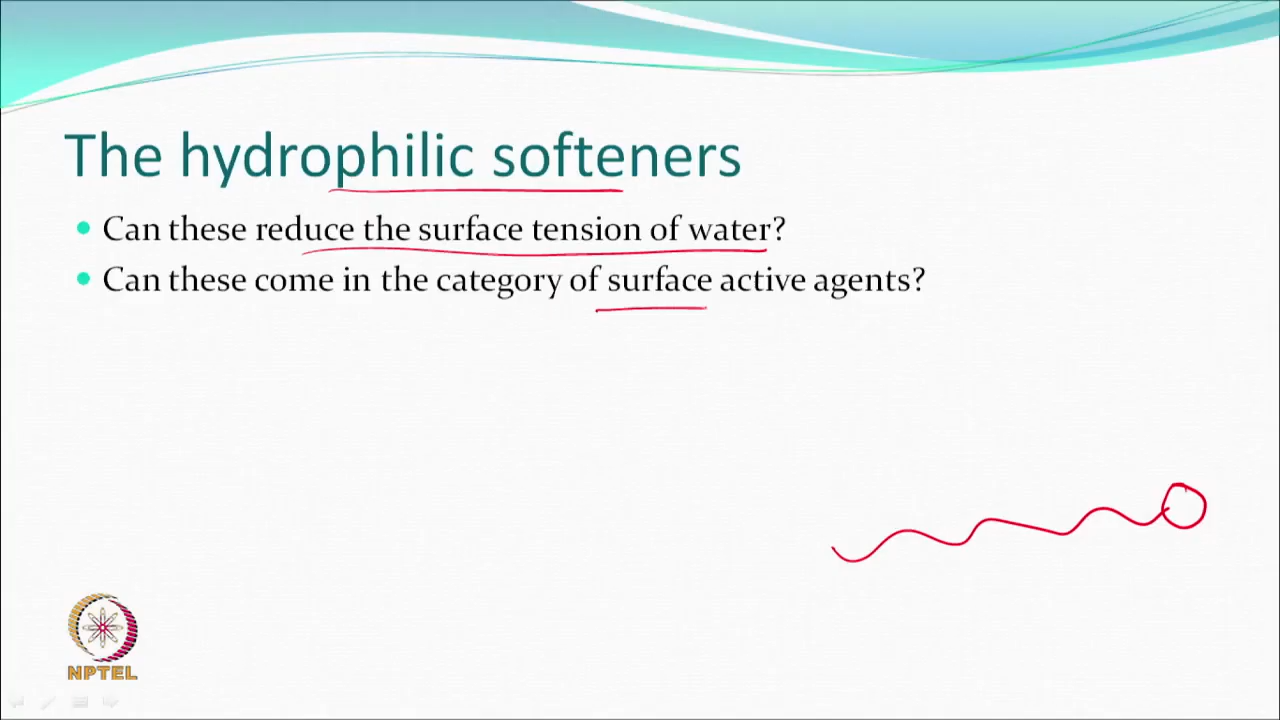 The hydrophilic softeners
Can these reduce the surface tension of water?
Can these come in the category of surface active agents?
NPTEL